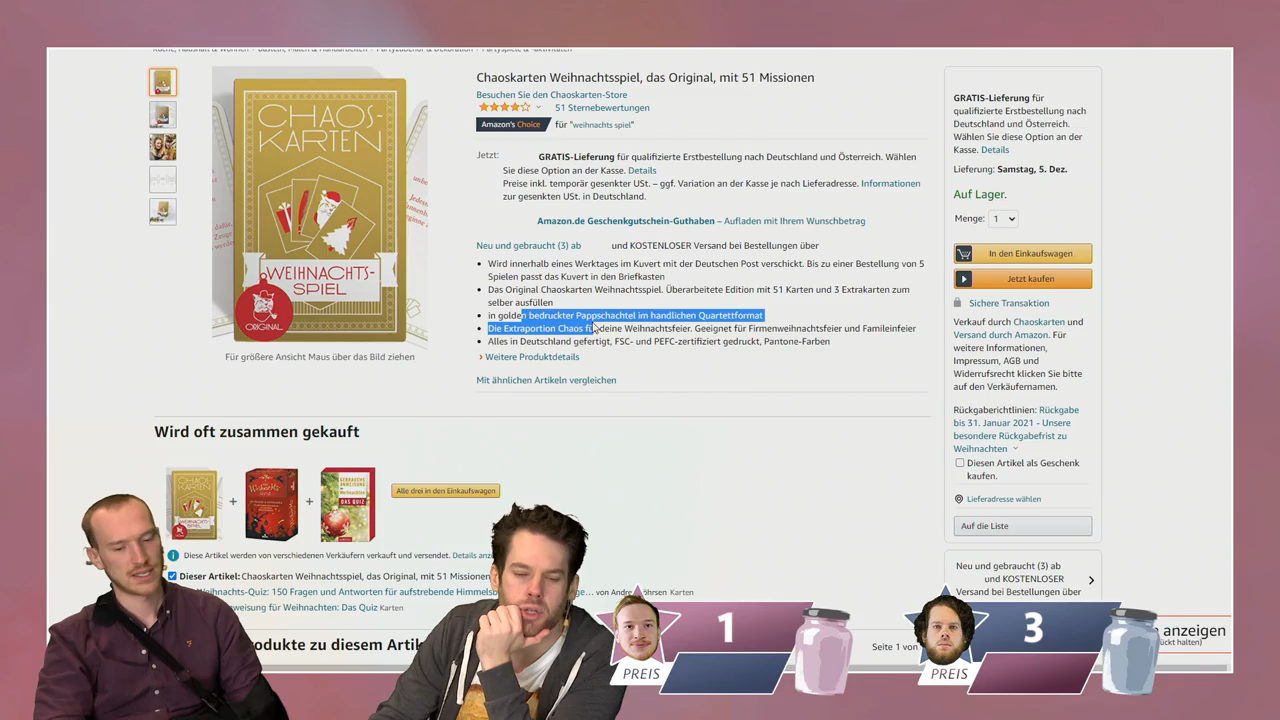 Chaoskarten Weihnachtsspiel, das Original, mit 51 Missionen
Besuchen Sie den Chaoskarten-Store
51 Sternebewertungen
Amazon's Choice für "weihnachts spiel"
Jetzt: GRATIS-Lieferung für qualifizierte Erstbestellung nach Deutschland und Österreich. Wählen
Sie diese Option an der Kasse. Details
Preise inkl. temporär gesenkter USt. – ggf. Variation an der Kasse je nach Lieferadresse. Informationen
zur gesenkten USt. in Deutschland.
Amazon.de Geschenkgutschein-Guthaben – Aufladen mit Ihrem Wunschbetrag
Neu und gebraucht (3) ab und KOSTENLOSER Versand bei Bestellungen über
Wird innerhalb eines Werktages im Kuvert mit der Deutschen Post verschickt. Bis zu einer Bestellung von 5
Spielen passt das Kuvert in den Briefkasten
Das Original Chaoskarten Weihnachtsspiel. Überarbeitete Edition mit 51 Karten und 3 Extrakarten zum
selber ausfüllen
in golden bedruckter Pappschachtel im handlichen Quartettformat
Die Extraportion Chaos für deine Weihnachtsfeier. Geeignet für Firmenweihnachtsfeier und Famileinfeier
Alles in Deutschland gefertigt, FSC- und PEFC-zertifiziert gedruckt, Pantone-Farben
Weitere Produktdetails
Mit ähnlichen Artikeln vergleichen
CHAOS-
KARTEN
WEIHNACHTS-
SPIEL
ORIGINAL
Für größere Ansicht Maus über das Bild ziehen
GRATIS-Lieferung für
qualifizierte Erstbestellung nach
Deutschland und Österreich.
Wählen Sie diese Option an der
Kasse. Details
Lieferung: Samstag, 5. Dez.
Auf Lager.
Menge: 1
In den Einkaufswagen
Jetzt kaufen
Sichere Transaktion
Verkauf durch Chaoskarten und
Versand durch Amazon. Für
weitere Informationen,
Impressum, AGB und
Widerrufsrecht klicken Sie bitte
auf den Verkäufernamen.
Rückgaberichtlinien: Rückgabe
bis 31. Januar 2021 - Unsere
besondere Rückgabefrist zu
Weihnachten
Diesen Artikel als Geschenk
kaufen.
Lieferadresse wählen
Auf die Liste
Neu und gebraucht (3) ab
und KOSTENLOSER
Versand bei Bestellungen über
Wird oft zusammen gekauft
DAS QUIZ
Alle drei in den Einkaufswagen
Diese Artikel werden von verschiedenen Verkäufern verkauft und versendet. Details
Dieser Artikel: Chaoskarten Weihnachtsspiel, das Original, mit 51 Missionen
Weihnachts-Quiz: 150 Fragen und Antworten für aufstrebende
von Andre Karten
für Weihnachten: Das Quiz Karten
zu diesem
Seite 1 von
anzeigen
1
3
PREIS
PREIS